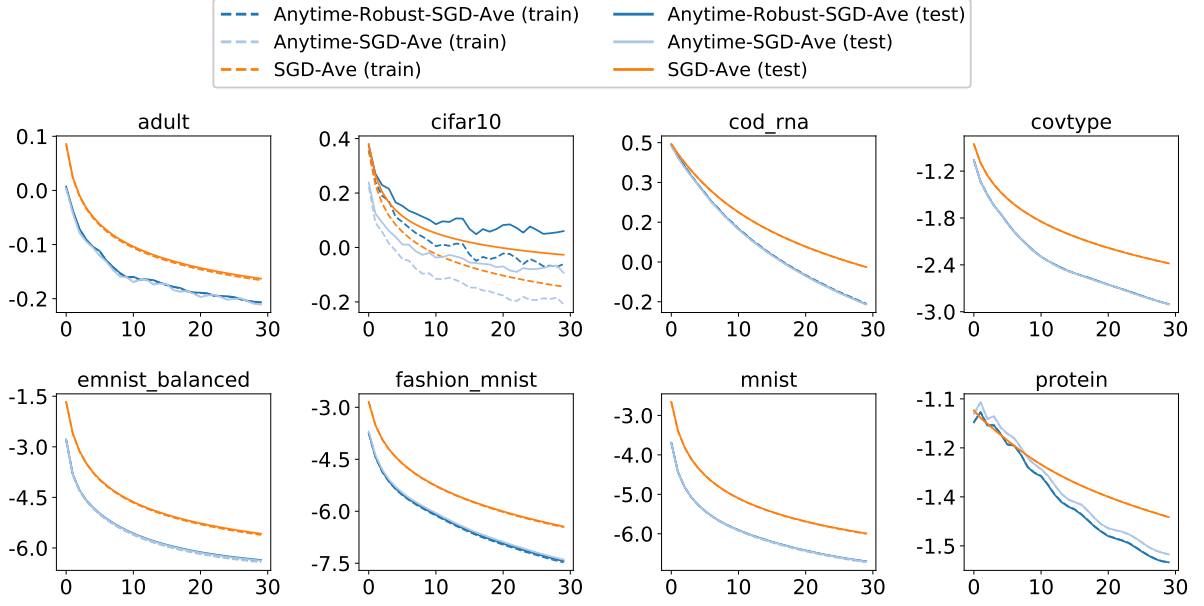 Anytime-Robust-SGD-Ave (train) Anytime-Robust-SGD-Ave (test)
Anytime-SGD-Ave (train) Anytime-SGD-Ave (test)
SGD-Ave (train) SGD-Ave (test)
adult cifar10 cod_rna covtype
0.1 0.0 -0.1 -0.2
0 10 20 30
0.4 0.2 0.0 -0.2
0 10 20 30
0.5 0.3 0.2 0.0 -0.2
0 10 20 30
-1.2 -1.8 -2.4 -3.0
0 10 20 30
emnist_balanced fashion_mnist mnist protein
-1.5 -3.0 -4.5 -6.0
0 10 20 30
-3.0 -4.5 -6.0 -7.5
0 10 20 30
-3.0 -4.0 -5.0 -6.0
0 10 20 30
-1.1 -1.2 -1.4 -1.5
0 10 20 30